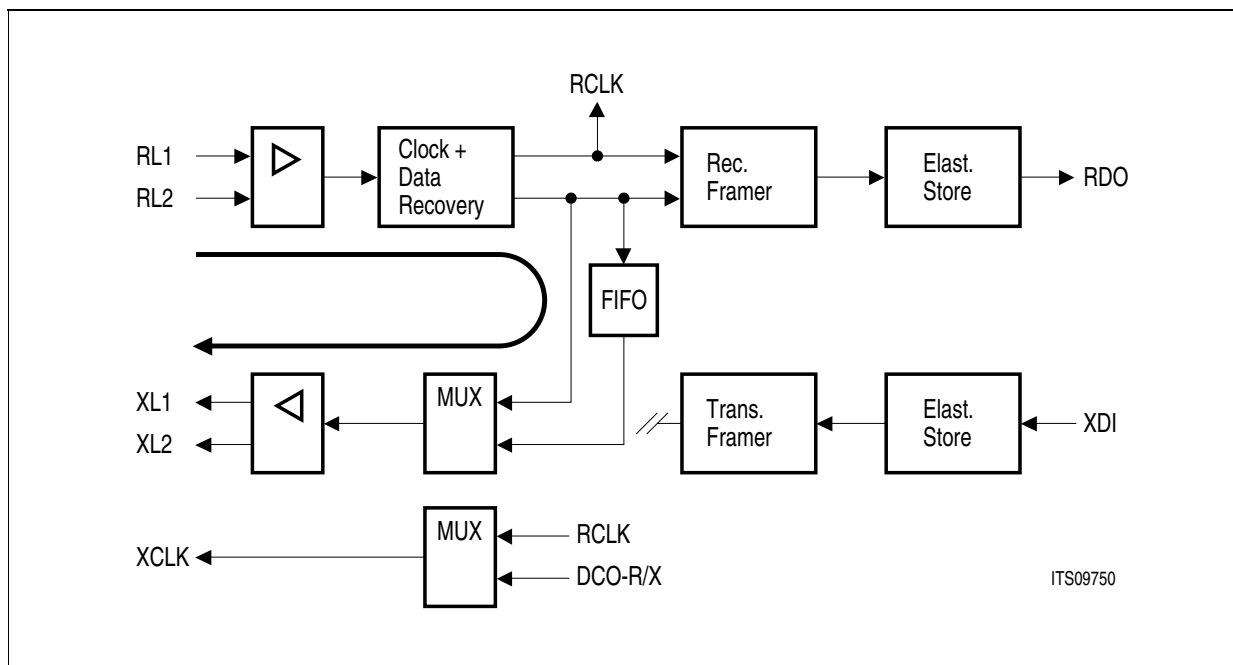 RCLK
RL1
RL2
Clock +
Data
Recovery
Rec.
Framer
Elast.
Store
RDO
FIFO
XL1
XL2
MUX
Trans.
Framer
Elast.
Store
XDI
XCLK
MUX
RCLK
DCO-R/X
ITS09750